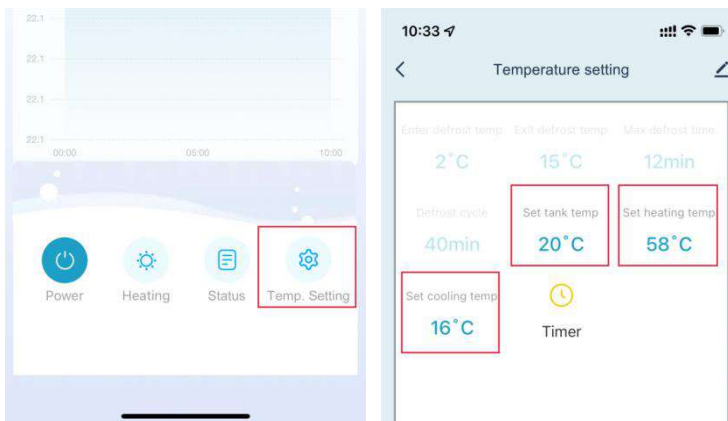 22.1
22.1
22.1
22.1
00:00 05:00 10:00
Power Heating Status Temp. Setting
10:33
Temperature setting
Enter defrost temp Exit defrost temp Max defrost time
2°C 15°C 12min
Defrost cycle Set tank temp Set heating temp
40min 20°C 58°C
Set cooling temp
16°C Timer